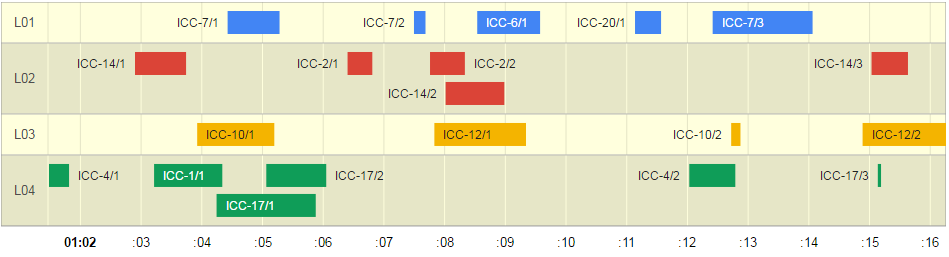 L01 ICC-7/1 ICC-7/2 ICC-6/1 ICC-20/1 ICC-7/3
L02 ICC-14/1 ICC-2/1 ICC-2/2 ICC-14/3
ICC-14/2
L03 ICC-10/1 ICC-12/1 ICC-10/2 ICC-12/2
L04 ICC-4/1 ICC-1/1 ICC-17/2 ICC-4/2 ICC-17/3
ICC-17/1
01:02 :03 :04 :05 :06 :07 :08 :09 :10 :11 :12 :13 :14 :15 :16